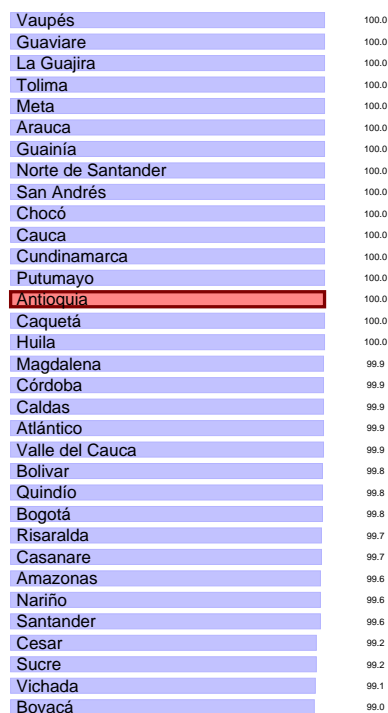 Vaupés 100.0
Guaviare 100.0
La Guajira 100.0
Tolima 100.0
Meta 100.0
Arauca 100.0
Guainía 100.0
Norte de Santander 100.0
San Andrés 100.0
Chocó 100.0
Cauca 100.0
Cundinamarca 100.0
Putumayo 100.0
Antioquia 100.0
Caquetá 100.0
Huila 100.0
Magdalena 99.9
Córdoba 99.9
Caldas 99.9
Atlántico 99.9
Valle del Cauca 99.9
Bolivar 99.8
Quindío 99.8
Bogotá 99.8
Risaralda 99.7
Casanare 99.7
Amazonas 99.6
Nariño 99.6
Santander 99.6
Cesar 99.2
Sucre 99.2
Vichada 99.1
Boyacá 99.0